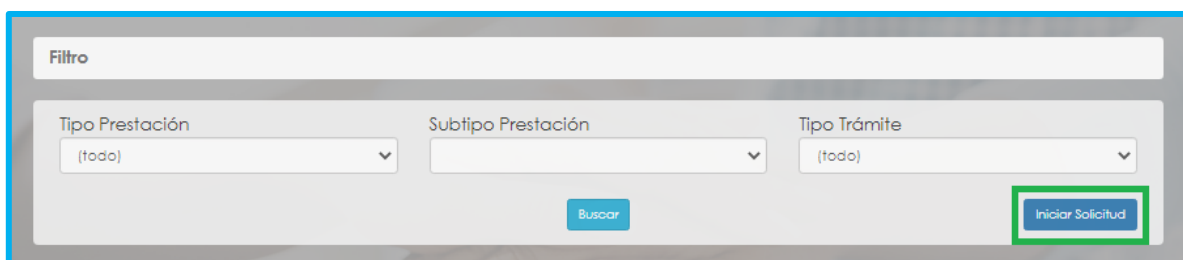 Filtro
Tipo Prestación Subtipo Prestación Tipo Trámite
(todo) (todo)
Buscar Iniciar Solicitud